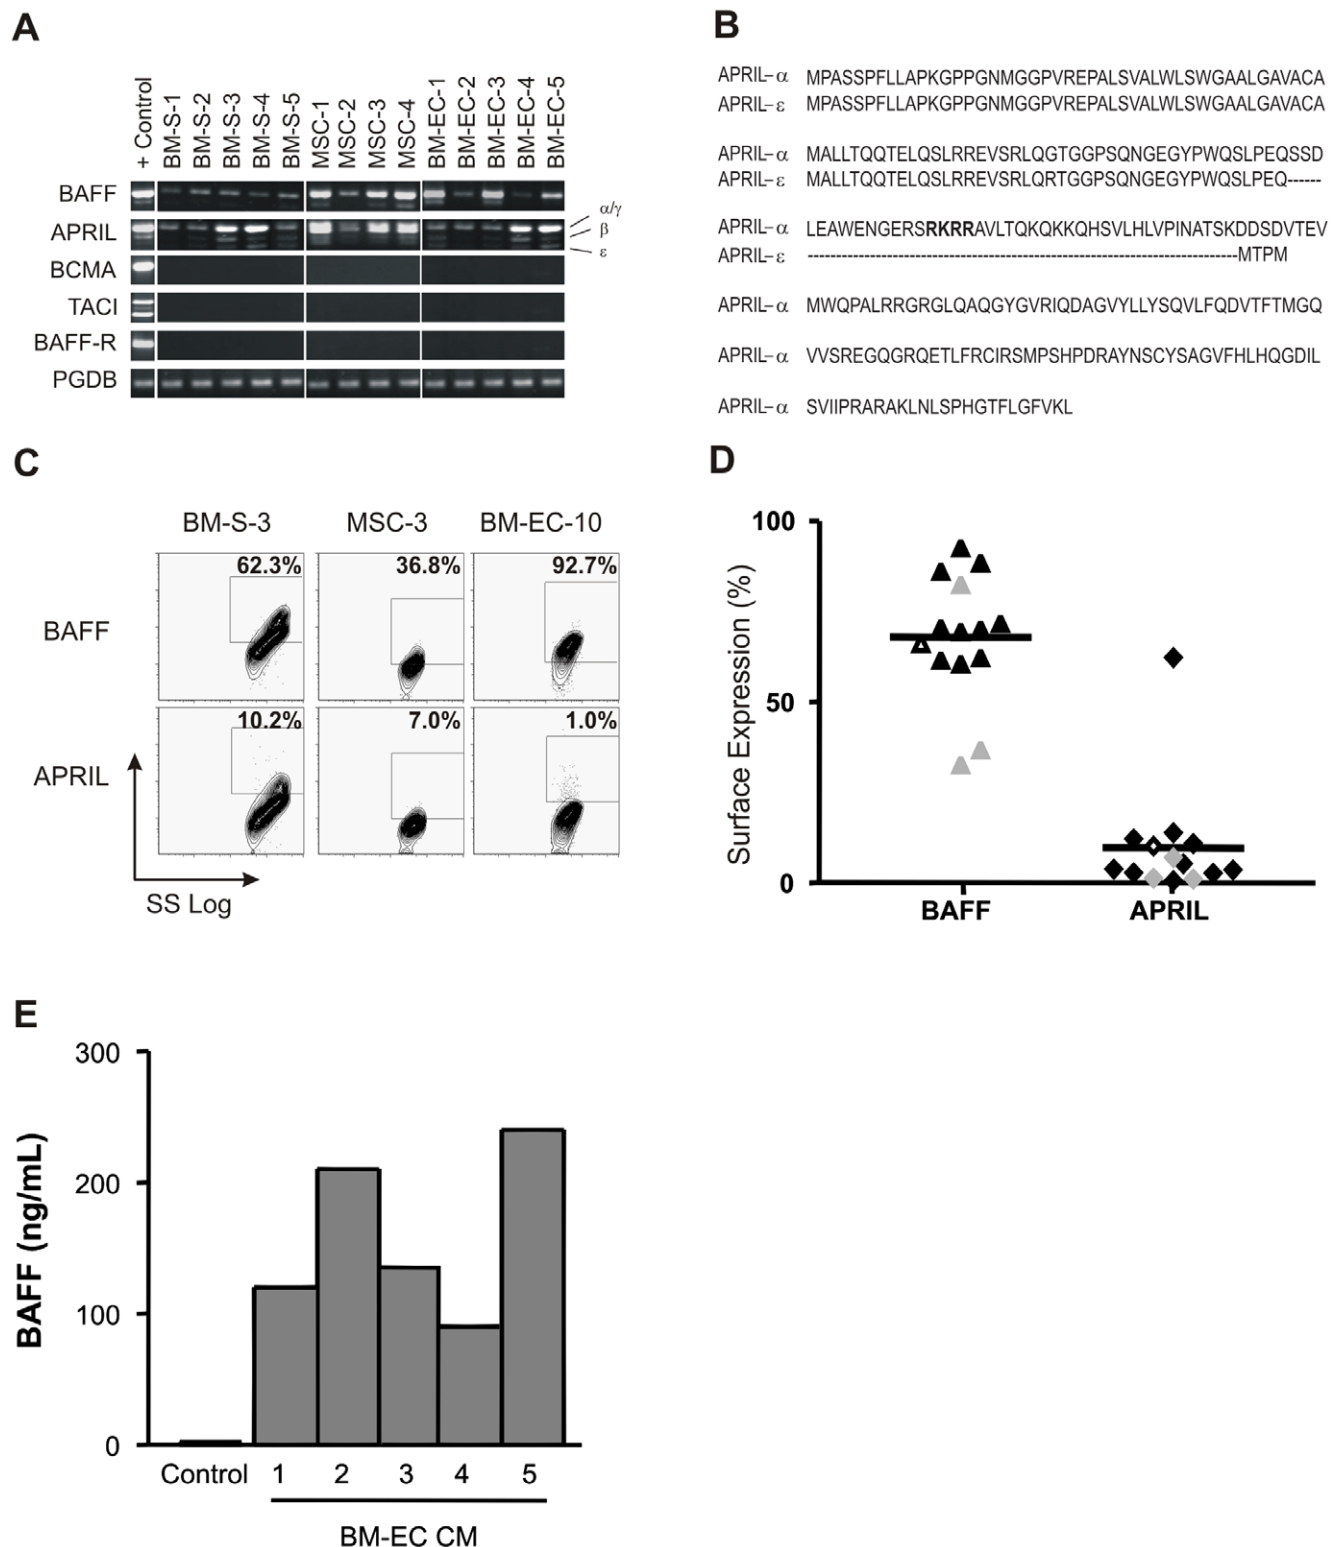 A
+ Control
BM-S-1
BM-S-2
BM-S-3
BM-S-4
BM-S-5
MSC-1
MSC-2
MSC-3
MSC-4
BM-EC-1
BM-EC-2
BM-EC-3
BM-EC-4
BM-EC-5
BAFF
APRIL
BCMA
TACI
BAFF-R
PGDB
α/γ
β
ε
B
APRIL-α MPASSPFLLAPKGPPGNMGGPVREPALSVALWLSWGAALGAVACA
APRIL-ε MPASSPFLLAPKGPPGNMGGPVREPALSVALWLSWGAALGAVACA
APRIL-α MALLTQQTELQSLRREVSRLQGTGGPSQNGEGYPWQSLPEQSSD
APRIL-ε MALLTQQTELQSLRREVSRLQRTGGPSQNGEGYPWQSLPEQ------
APRIL-α LEAWENGERSRKRRAVLTQKQKKQHSVLHLVPINATSKDDSDVTEV
APRIL-ε ------------------------------------------------------------------------------MTPM
APRIL-α MWQPALRRGRGLQAQGYGVRIQDAGVYLLYSQVLFQDVTFTMGQ
APRIL-α VVSREGQGRQETLFRCIRSMPSHPDRAYNSCYSAGVFHLHQGDIL
APRIL-α SVIIPRARAKLNLSPHGTFLGFVKL
C
BM-S-3 MSC-3 BM-EC-10
BAFF
62.3% 36.8% 92.7%
APRIL
10.2% 7.0% 1.0%
SS Log
D
Surface Expression (%)
100
50
0
BAFF APRIL
E
BAFF (ng/mL)
300
200
100
0
Control 1 2 3 4 5
BM-EC CM